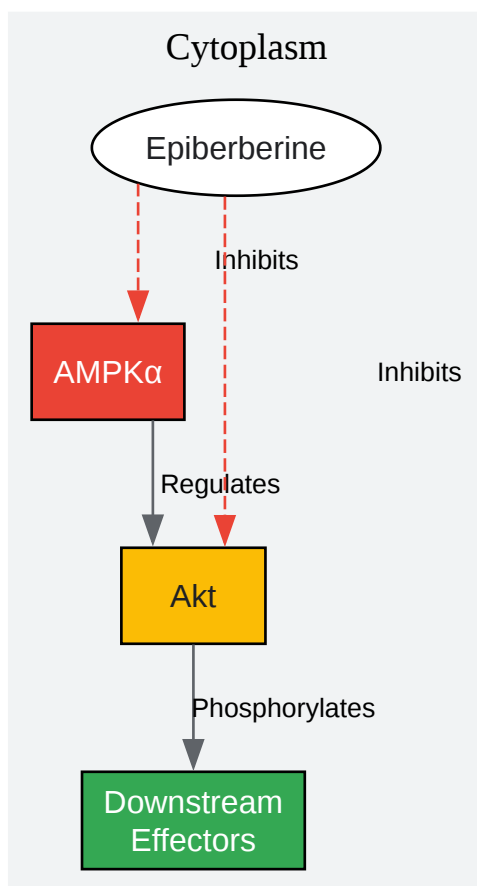 Cytoplasm
Epiberberine
Inhibits
AMPKα
Inhibits
Regulates
Akt
Phosphorylates
Downstream
Effectors